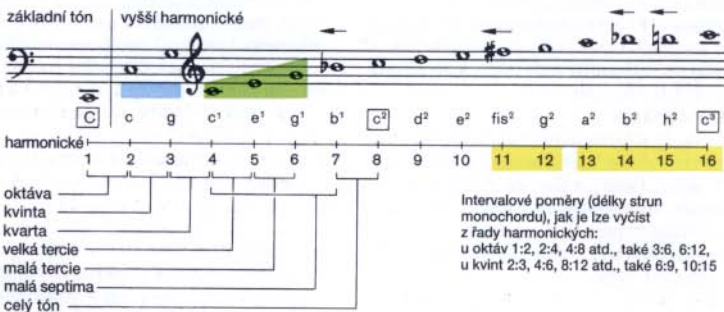 základní tón
vyšší harmonické
C c g c¹ e¹ g¹ b¹ c² d² e² fis² g² a² b² h² c³
harmonické
1 2 3 4 5 6 7 8 9 10 11 12 13 14 15 16
oktáva
kvinta
kvarta
velká tercie
malá tercie
malá septima
celý tón
Intervalové poměry (délky strun
monochordu), jak je lze vyčíst
z řady harmonických:
u oktáv 1:2, 2:4, 4:8 atd., také 3:6, 6:12,
u kvint 2:3, 4:6, 8:12 atd., také 6:9, 10:15